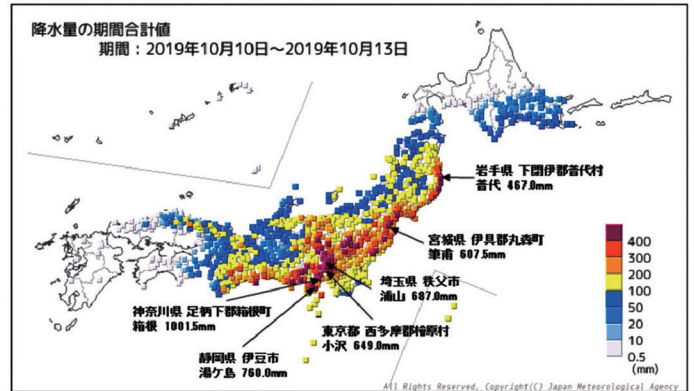 降水量の期間合計値
期間：2019年10月10日～2019年10月13日
岩手県 下閉伊郡普代村
普代 467.0mm
宮城県 伊具郡丸森町
筆甫 607.5mm
埼玉県 秩父市
浦山 687.0mm
神奈川県 足柄下郡箱根町
箱根 1001.5mm
東京都 西多摩郡檜原村
小沢 649.0mm
静岡県 伊豆市
湯ケ島 760.0mm
400
300
200
100
50
20
10
0.5
(mm)
All Rights Reserved, Copyright(C) Japan Meteorological Agency